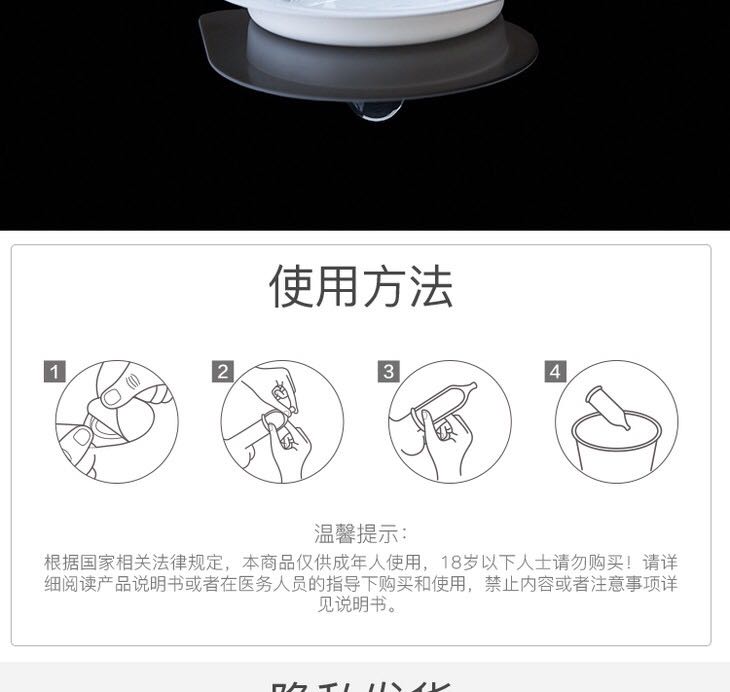 使用方法
1 2 3 4
温馨提示：
根据国家相关法律规定，本商品仅供成年人使用，18岁以下人士请勿购买！请详
细阅读产品说明书或者在医务人员的指导下购买和使用，禁止内容或者注意事项详
见说明书。